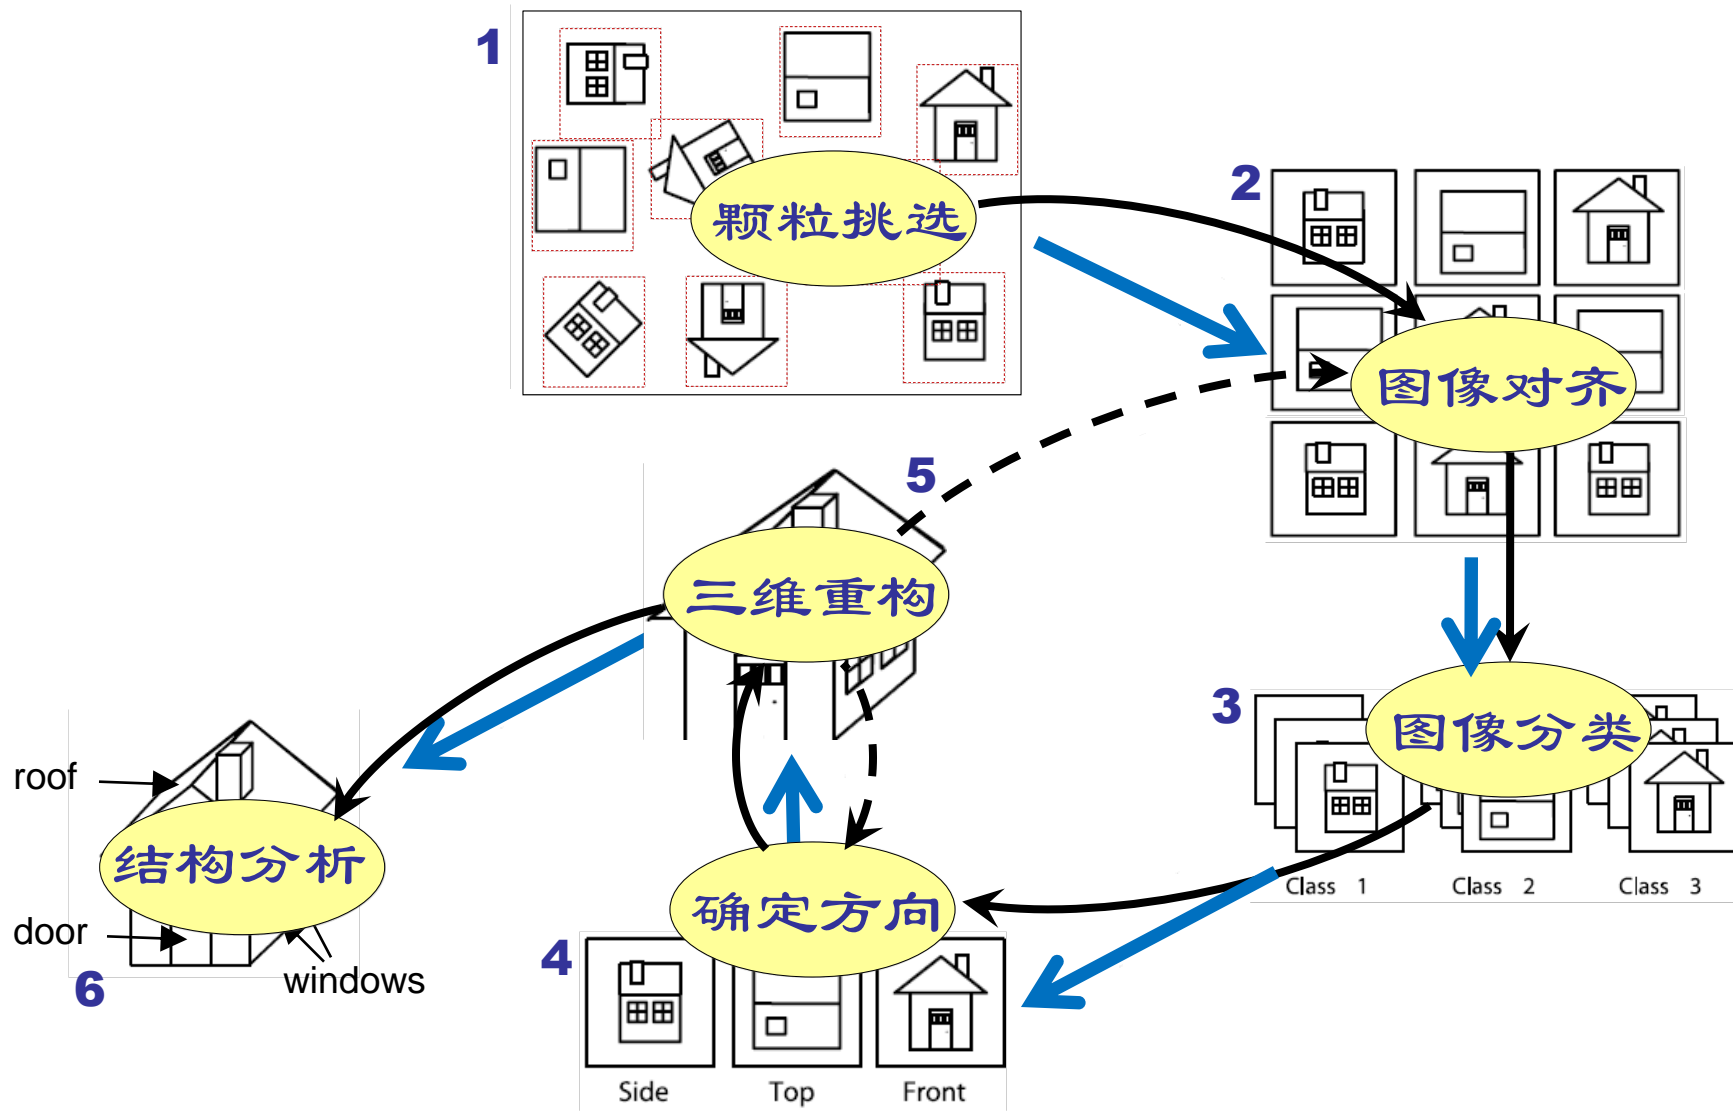 1
颗粒挑选
2
图像对齐
5
三维重构
3
图像分类
Class 1
Class 2
Class 3
roof
结构分析
door
windows
6
确定方向
4
Side
Top
Front